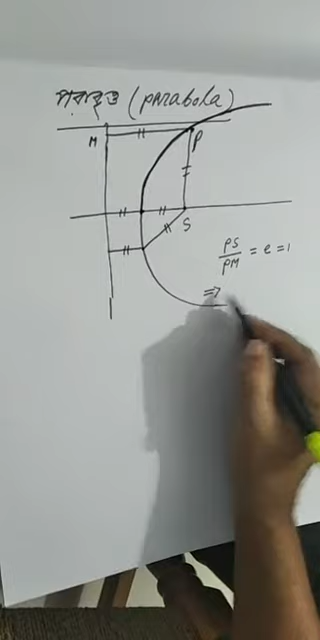 পরাবৃত্ত (parabola)
M
P
S
PS/PM = e = 1
⇒